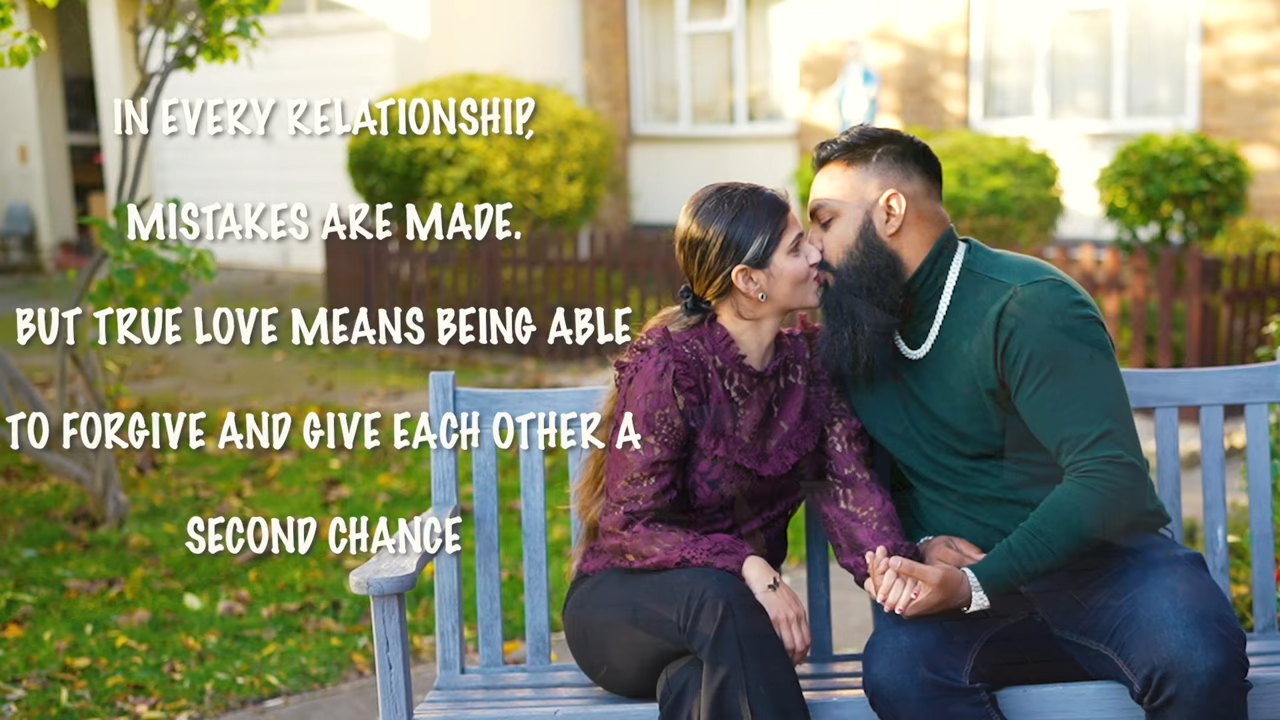 IN EVERY RELATIONSHIP,
MISTAKES ARE MADE.
BUT TRUE LOVE MEANS BEING ABLE
TO FORGIVE AND GIVE EACH OTHER A
SECOND CHANCE